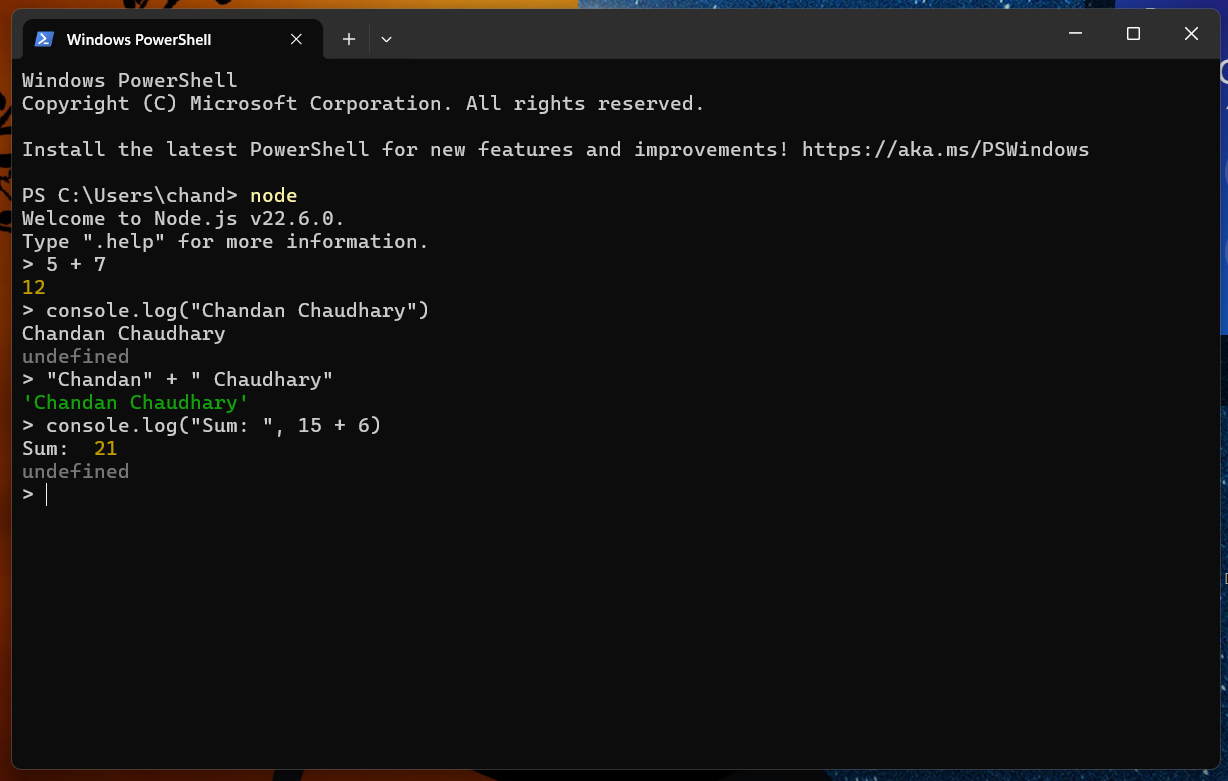 Windows PowerShell
Windows PowerShell
Copyright (C) Microsoft Corporation. All rights reserved.
Install the latest PowerShell for new features and improvements! https://aka.ms/PSWindows
PS C:\Users\chand> node
Welcome to Node.js v22.6.0.
Type ".help" for more information.
> 5 + 7
12
> console.log("Chandan Chaudhary")
Chandan Chaudhary
undefined
> "Chandan" + " Chaudhary"
'Chandan Chaudhary'
> console.log("Sum: ", 15 + 6)
Sum:  21
undefined
>